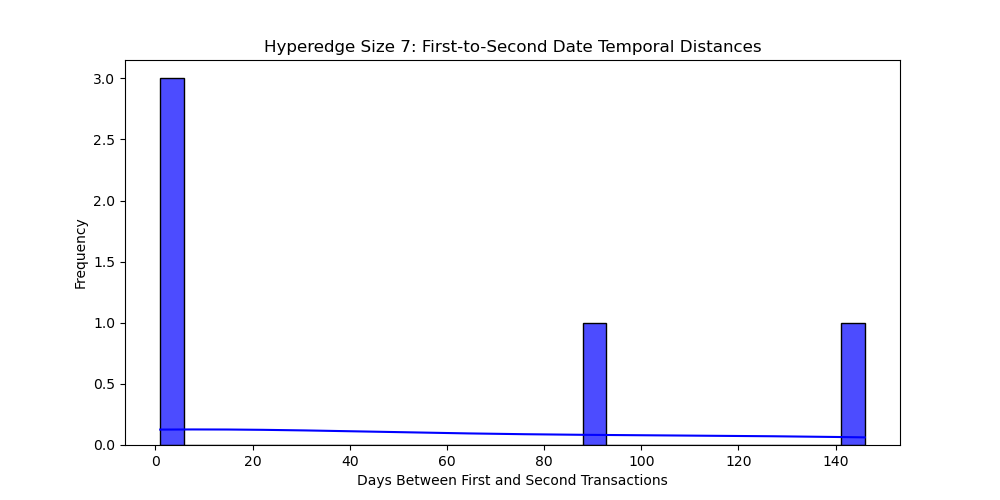 Hyperedge Size 7: First-to-Second Date Temporal Distances
3.0
2.5
2.0
1.5
1.0
0.5
0.0
Frequency
0 20 40 60 80 100 120 140
Days Between First and Second Transactions